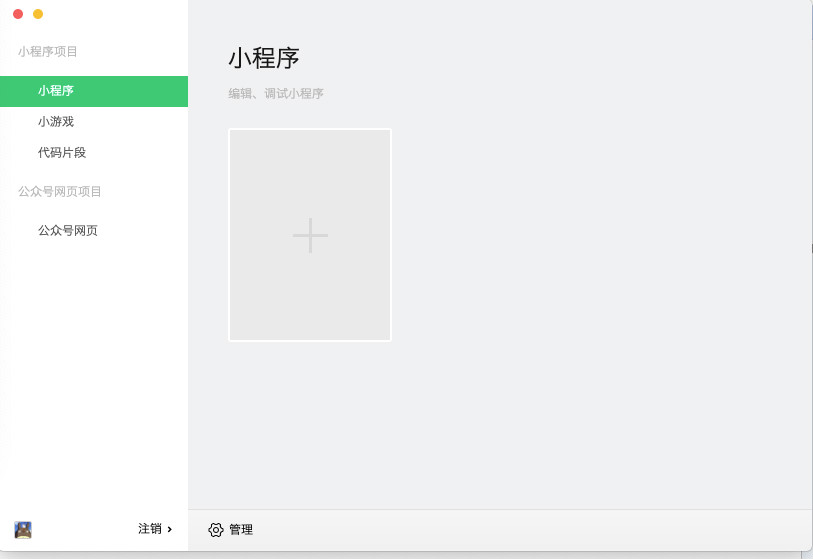 小程序项目
小程序
小游戏
代码片段
公众号网页项目
公众号网页
注销
小程序
编辑、调试小程序
管理